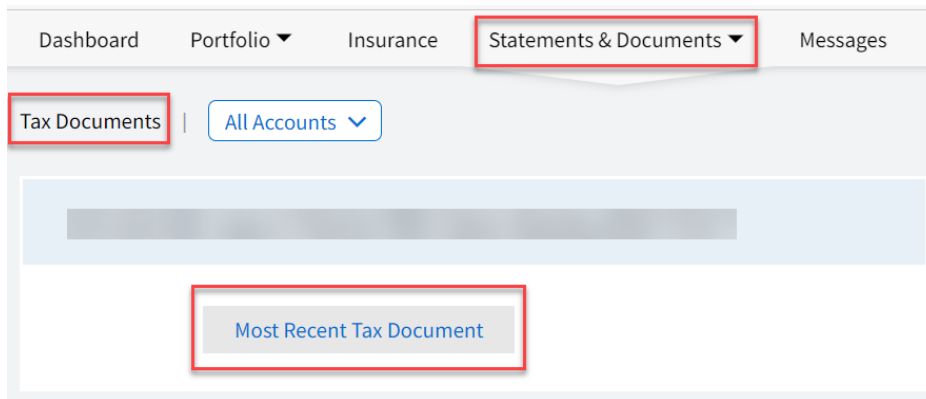 Dashboard Portfolio Insurance Statements & Documents Messages
Tax Documents | All Accounts
Most Recent Tax Document